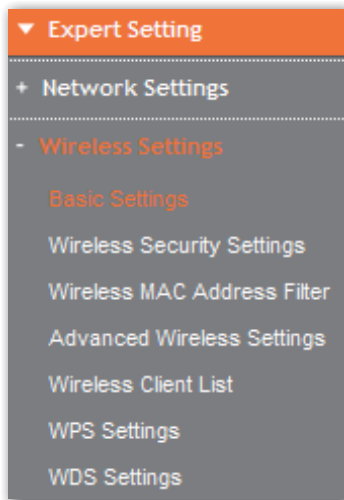 ▼ Expert Setting
+ Network Settings
- Wireless Settings
Basic Settings
Wireless Security Settings
Wireless MAC Address Filter
Advanced Wireless Settings
Wireless Client List
WPS Settings
WDS Settings